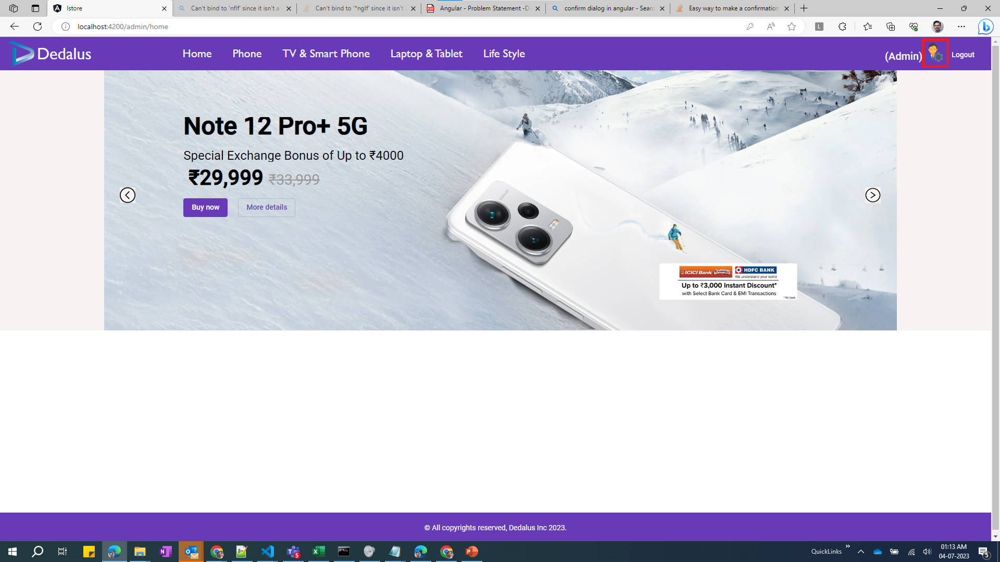 Istore
Can't bind to 'nfIf' since it isn't a
Can't bind to '*ngIf' since it isn't
Angular - Problem Statement -D
confirm dialog in angular - Searc
Easy way to make a confirmation
localhost:4200/admin/home
Dedalus
Home Phone TV & Smart Phone Laptop & Tablet Life Style
(Admin) Logout
Note 12 Pro+ 5G
Special Exchange Bonus of Up to ₹4000
₹29,999 ₹33,999
Buy now More details
ICICI Bank Summer Bonanza HDFC BANK
We understand your world
Up to ₹3,000 Instant Discount*
with Select Bank Card & EMI Transactions
*T&C Apply
© All copyrights reserved, Dedalus Inc 2023.
QuickLinks
01:13 AM
04-07-2023
5
5